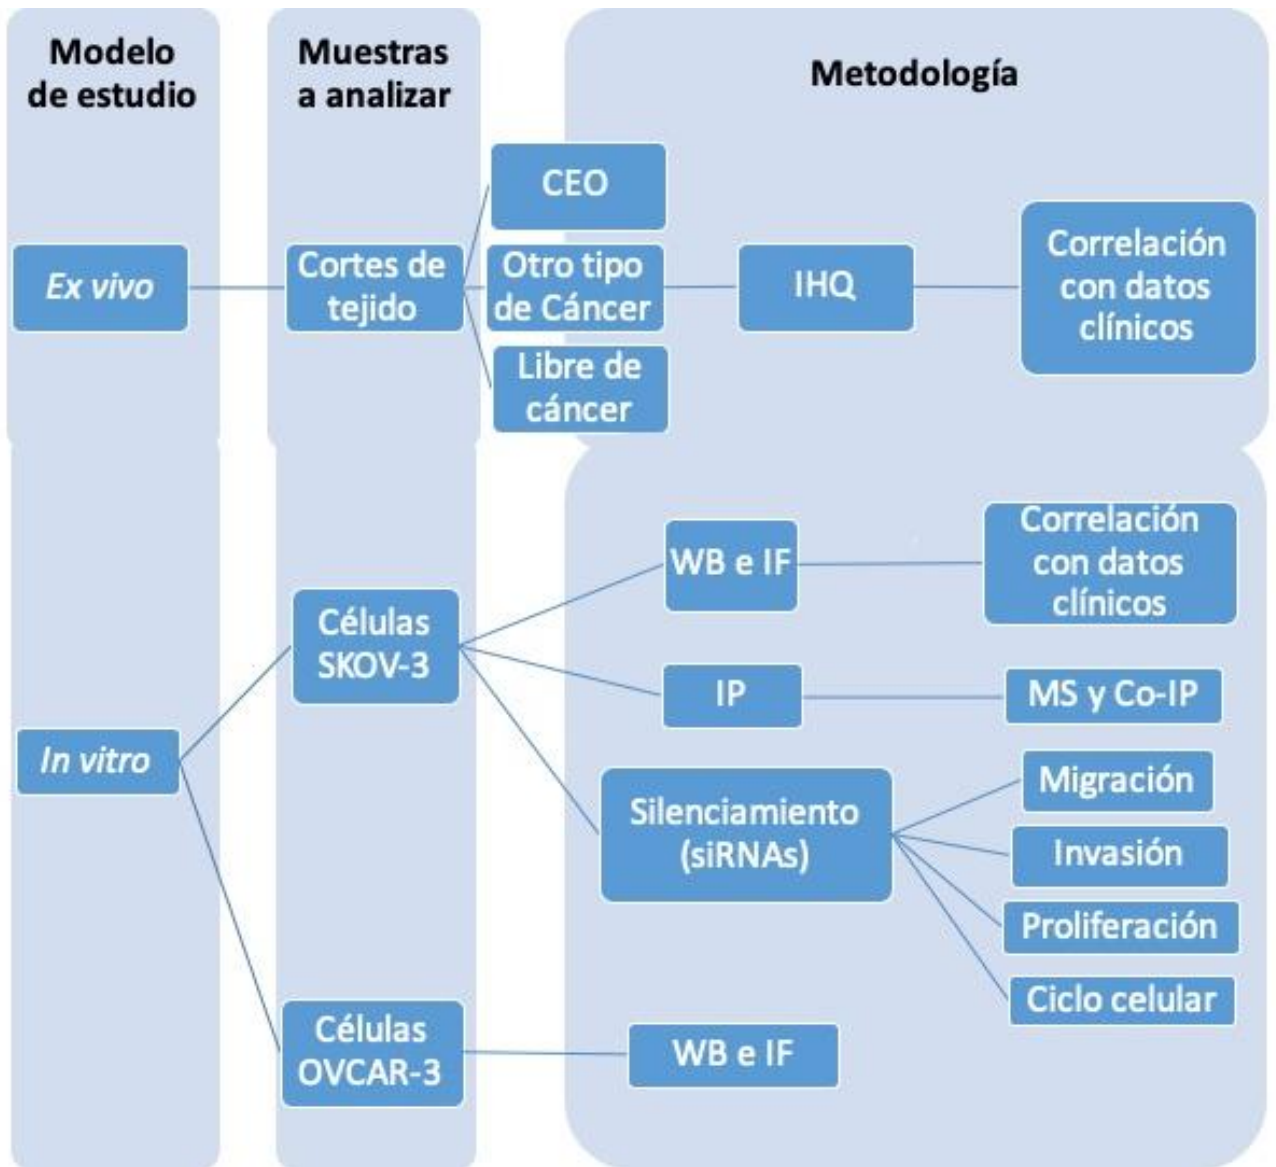 Modelo
de estudio
Muestras
a analizar
Metodología
CEO
Ex vivo
Cortes de
tejido
Otro tipo
de Cáncer
IHQ
Correlación
con datos
clínicos
Libre de
cáncer
In vitro
Células
SKOV-3
WB e IF
Correlación
con datos
clínicos
IP
MS y Co-IP
Silenciamiento
(siRNAs)
Migración
Invasión
Proliferación
Ciclo celular
Células
OVCAR-3
WB e IF